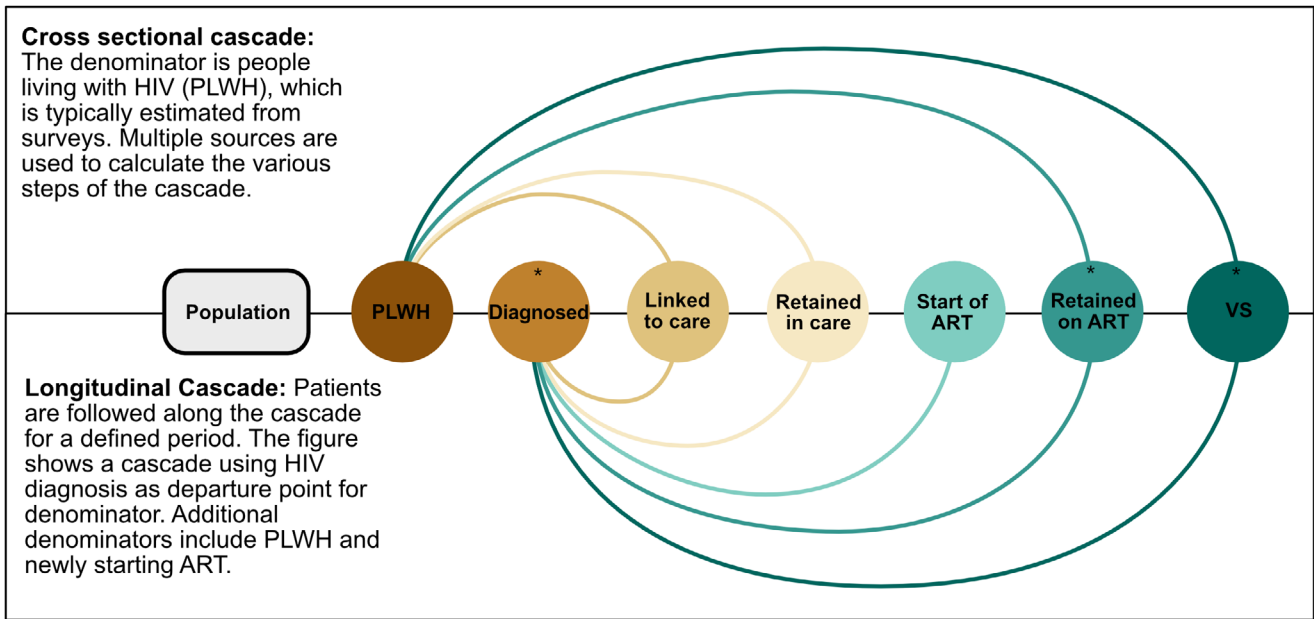 Cross sectional cascade:
The denominator is people
living with HIV (PLWH), which
is typically estimated from
surveys. Multiple sources are
used to calculate the various
steps of the cascade.
Population
PLWH
*
Diagnosed
Linked
to care
Retained
in care
Start of
ART
*
Retained
on ART
*
VS
Longitudinal Cascade: Patients
are followed along the cascade
for a defined period. The figure
shows a cascade using HIV
diagnosis as departure point for
denominator. Additional
denominators include PLWH and
newly starting ART.